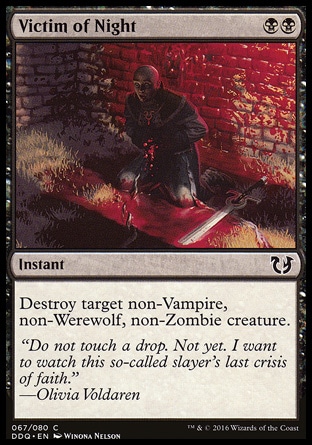 Victim of Night
Instant
Destroy target non-Vampire,
non-Werewolf, non-Zombie creature.
“Do not touch a drop. Not yet. I want
to watch this so-called slayer’s last crisis
of faith.”
—Olivia Voldaren
067/080 C
DDQ • EN Winona Nelson
™ & © 2016 Wizards of the Coast